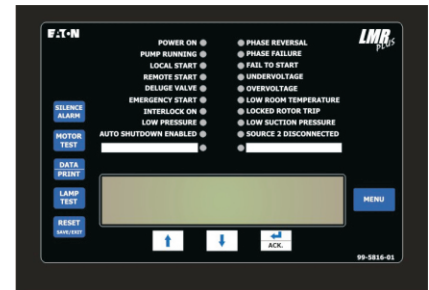 EATON
LMR
PLUS
POWER ON
PUMP RUNNING
LOCAL START
REMOTE START
DELUGE VALVE
EMERGENCY START
INTERLOCK ON
LOW PRESSURE
AUTO SHUTDOWN ENABLED
PHASE REVERSAL
PHASE FAILURE
FAIL TO START
UNDERVOLTAGE
OVERVOLTAGE
LOW ROOM TEMPERATURE
LOCKED ROTOR TRIP
LOW SUCTION PRESSURE
SOURCE 2 DISCONNECTED
SILENCE
ALARM
MOTOR
TEST
DATA
PRINT
LAMP
TEST
RESET
SAVE/EXIT
MENU
ACK.
99-5816-01